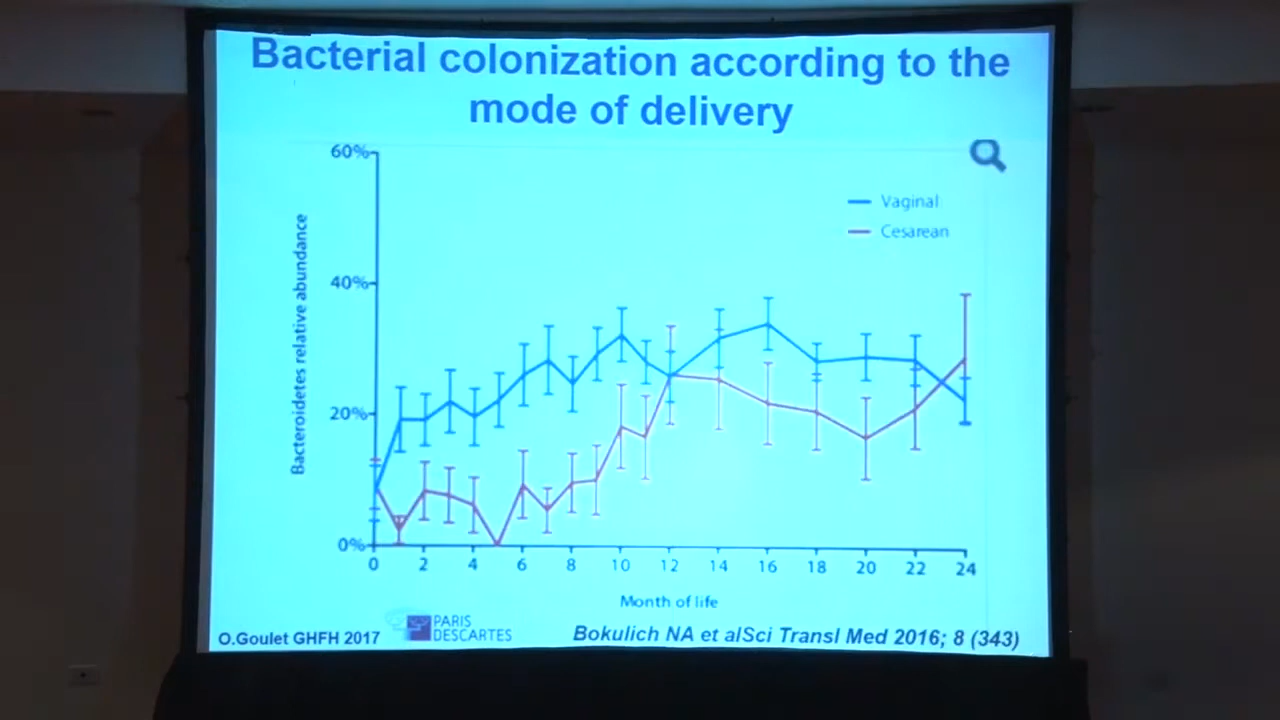 Bacterial colonization according to the
mode of delivery
60%
40%
20%
0%
Bacteroidetes relative abundance
Vaginal
Cesarean
0 2 4 6 8 10 12 14 16 18 20 22 24
Month of life
O.Goulet GHFH 2017
PARIS
DESCARTES
Bokulich NA et alSci Transl Med 2016; 8 (343)